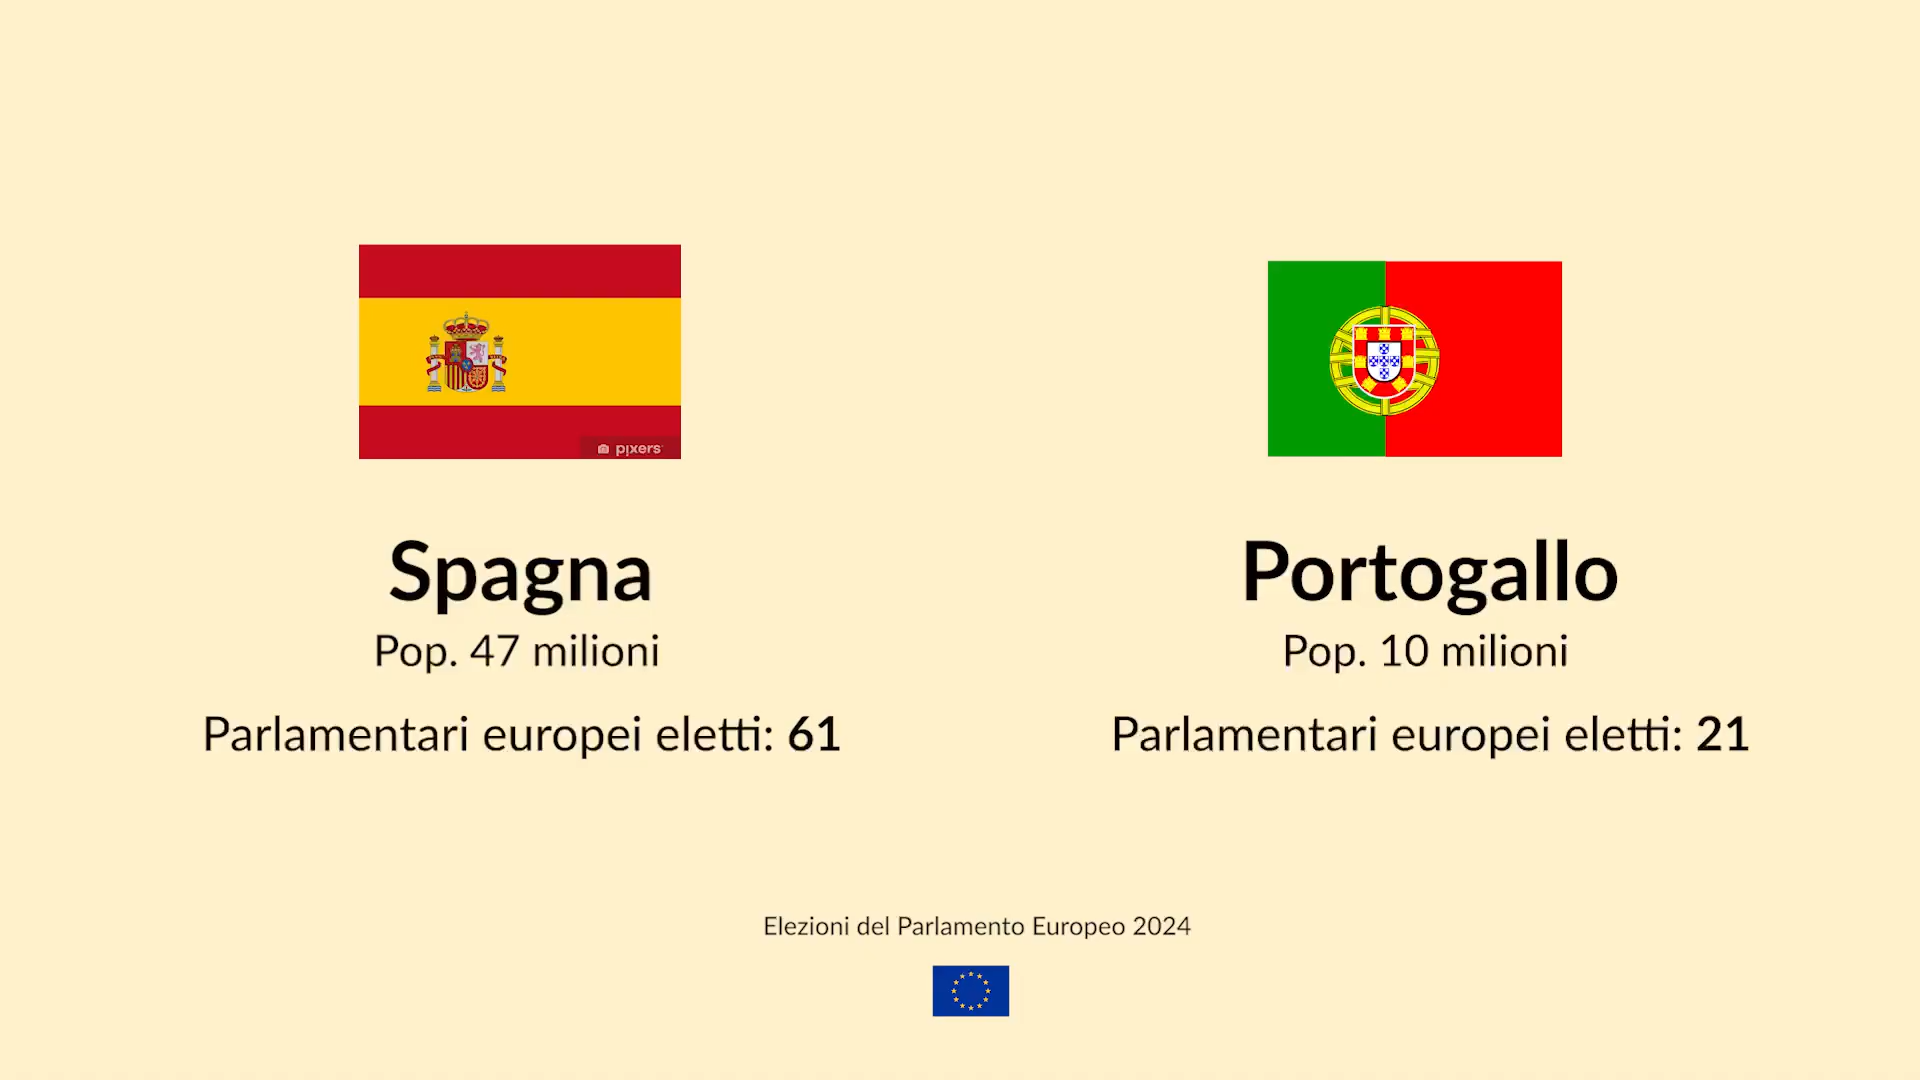 pixers
Spagna
Pop. 47 milioni
Parlamentari europei eletti: 61
Portogallo
Pop. 10 milioni
Parlamentari europei eletti: 21
Elezioni del Parlamento Europeo 2024